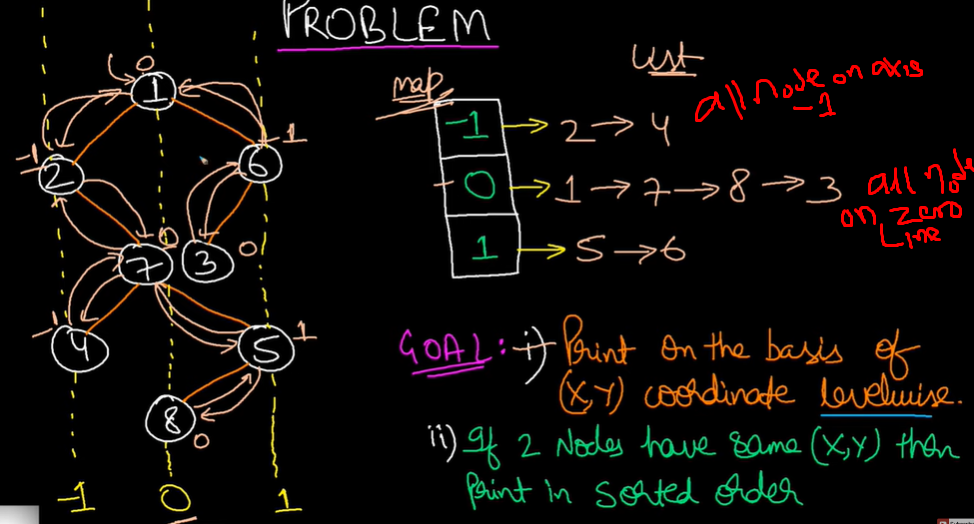 PROBLEM
map
List
-1 → 2 → 4
all Node on axis
-1
0 → 1 → 7 → 8 → 3
all Node
on zero
Line
1 → 5 → 6
0
1
-1
2
6
-1
0
7
3
0
-1
4
5
1
8
0
-1 0 1
GOAL: i) Print on the basis of
(X,Y) coordinate levelwise.
ii) If 2 Nodes have same (X,Y) then
Print in sorted order